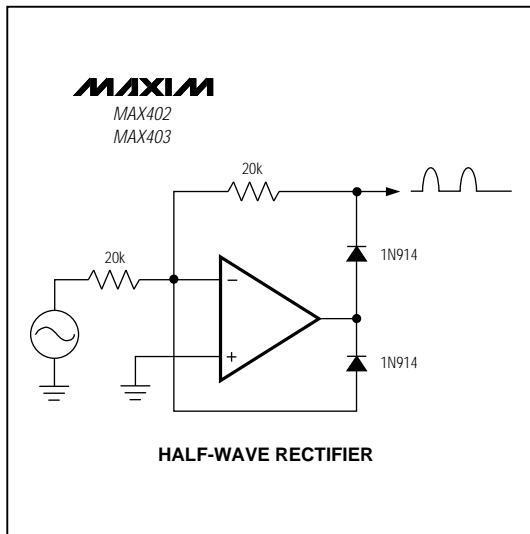 MAXIM
MAX402
MAX403
20k
20k
1N914
1N914
−
+
HALF-WAVE RECTIFIER